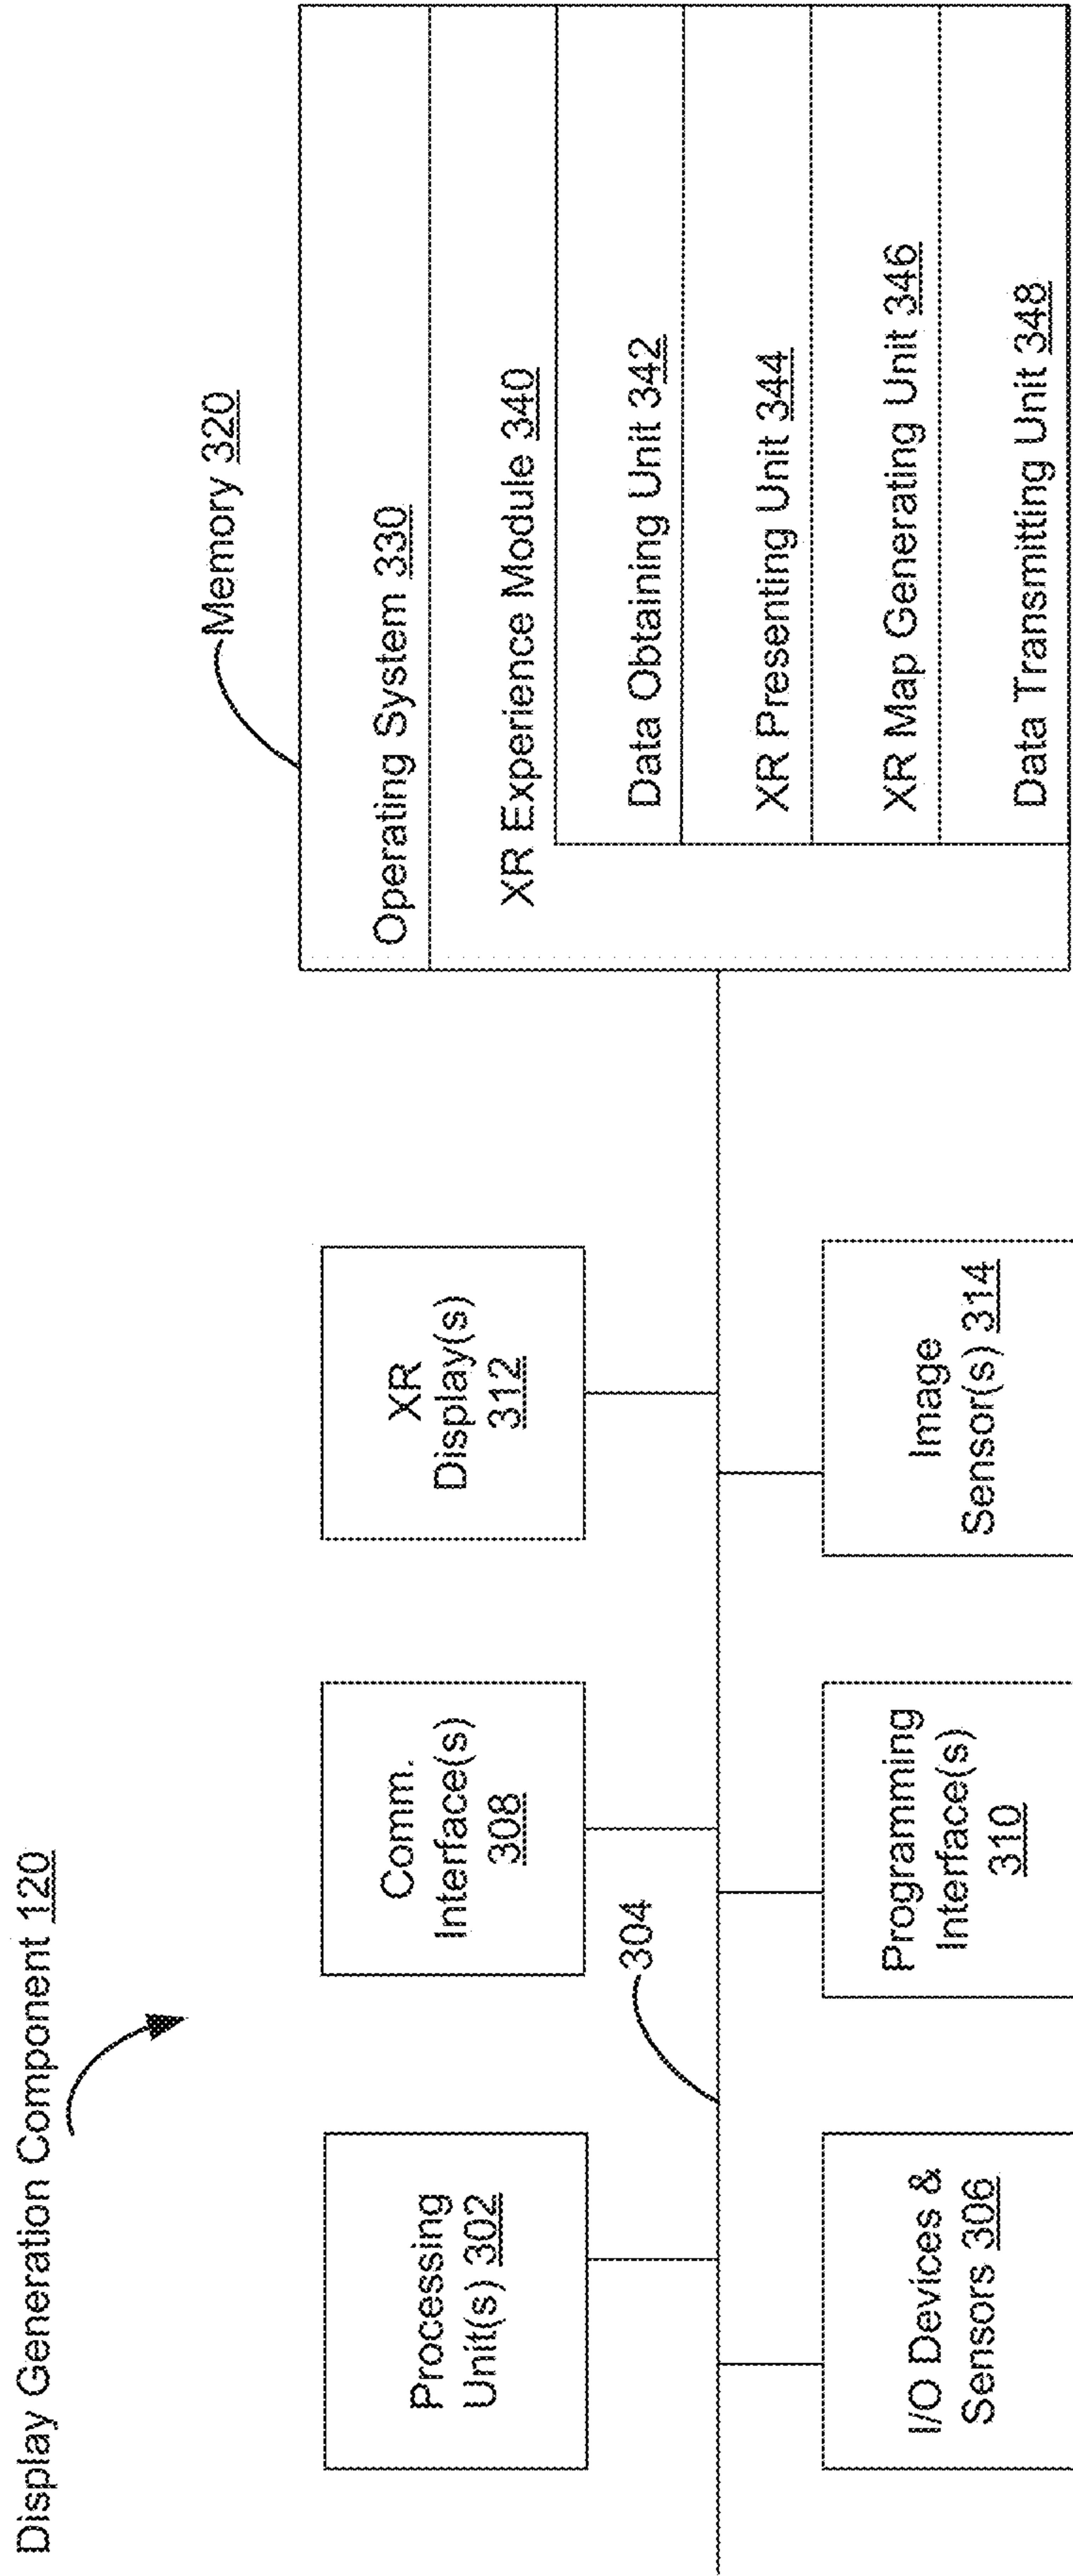 Display Generation Component 120
Processing
Unit(s) 302
Comm.
Interface(s)
308
XR
Display(s)
312
304
I/O Devices &
Sensors 306
Programming
Interface(s)
310
Image
Sensor(s) 314
Memory 320
Operating System 330
XR Experience Module 340
Data Obtaining Unit 342
XR Presenting Unit 344
XR Map Generating Unit 346
Data Transmitting Unit 348